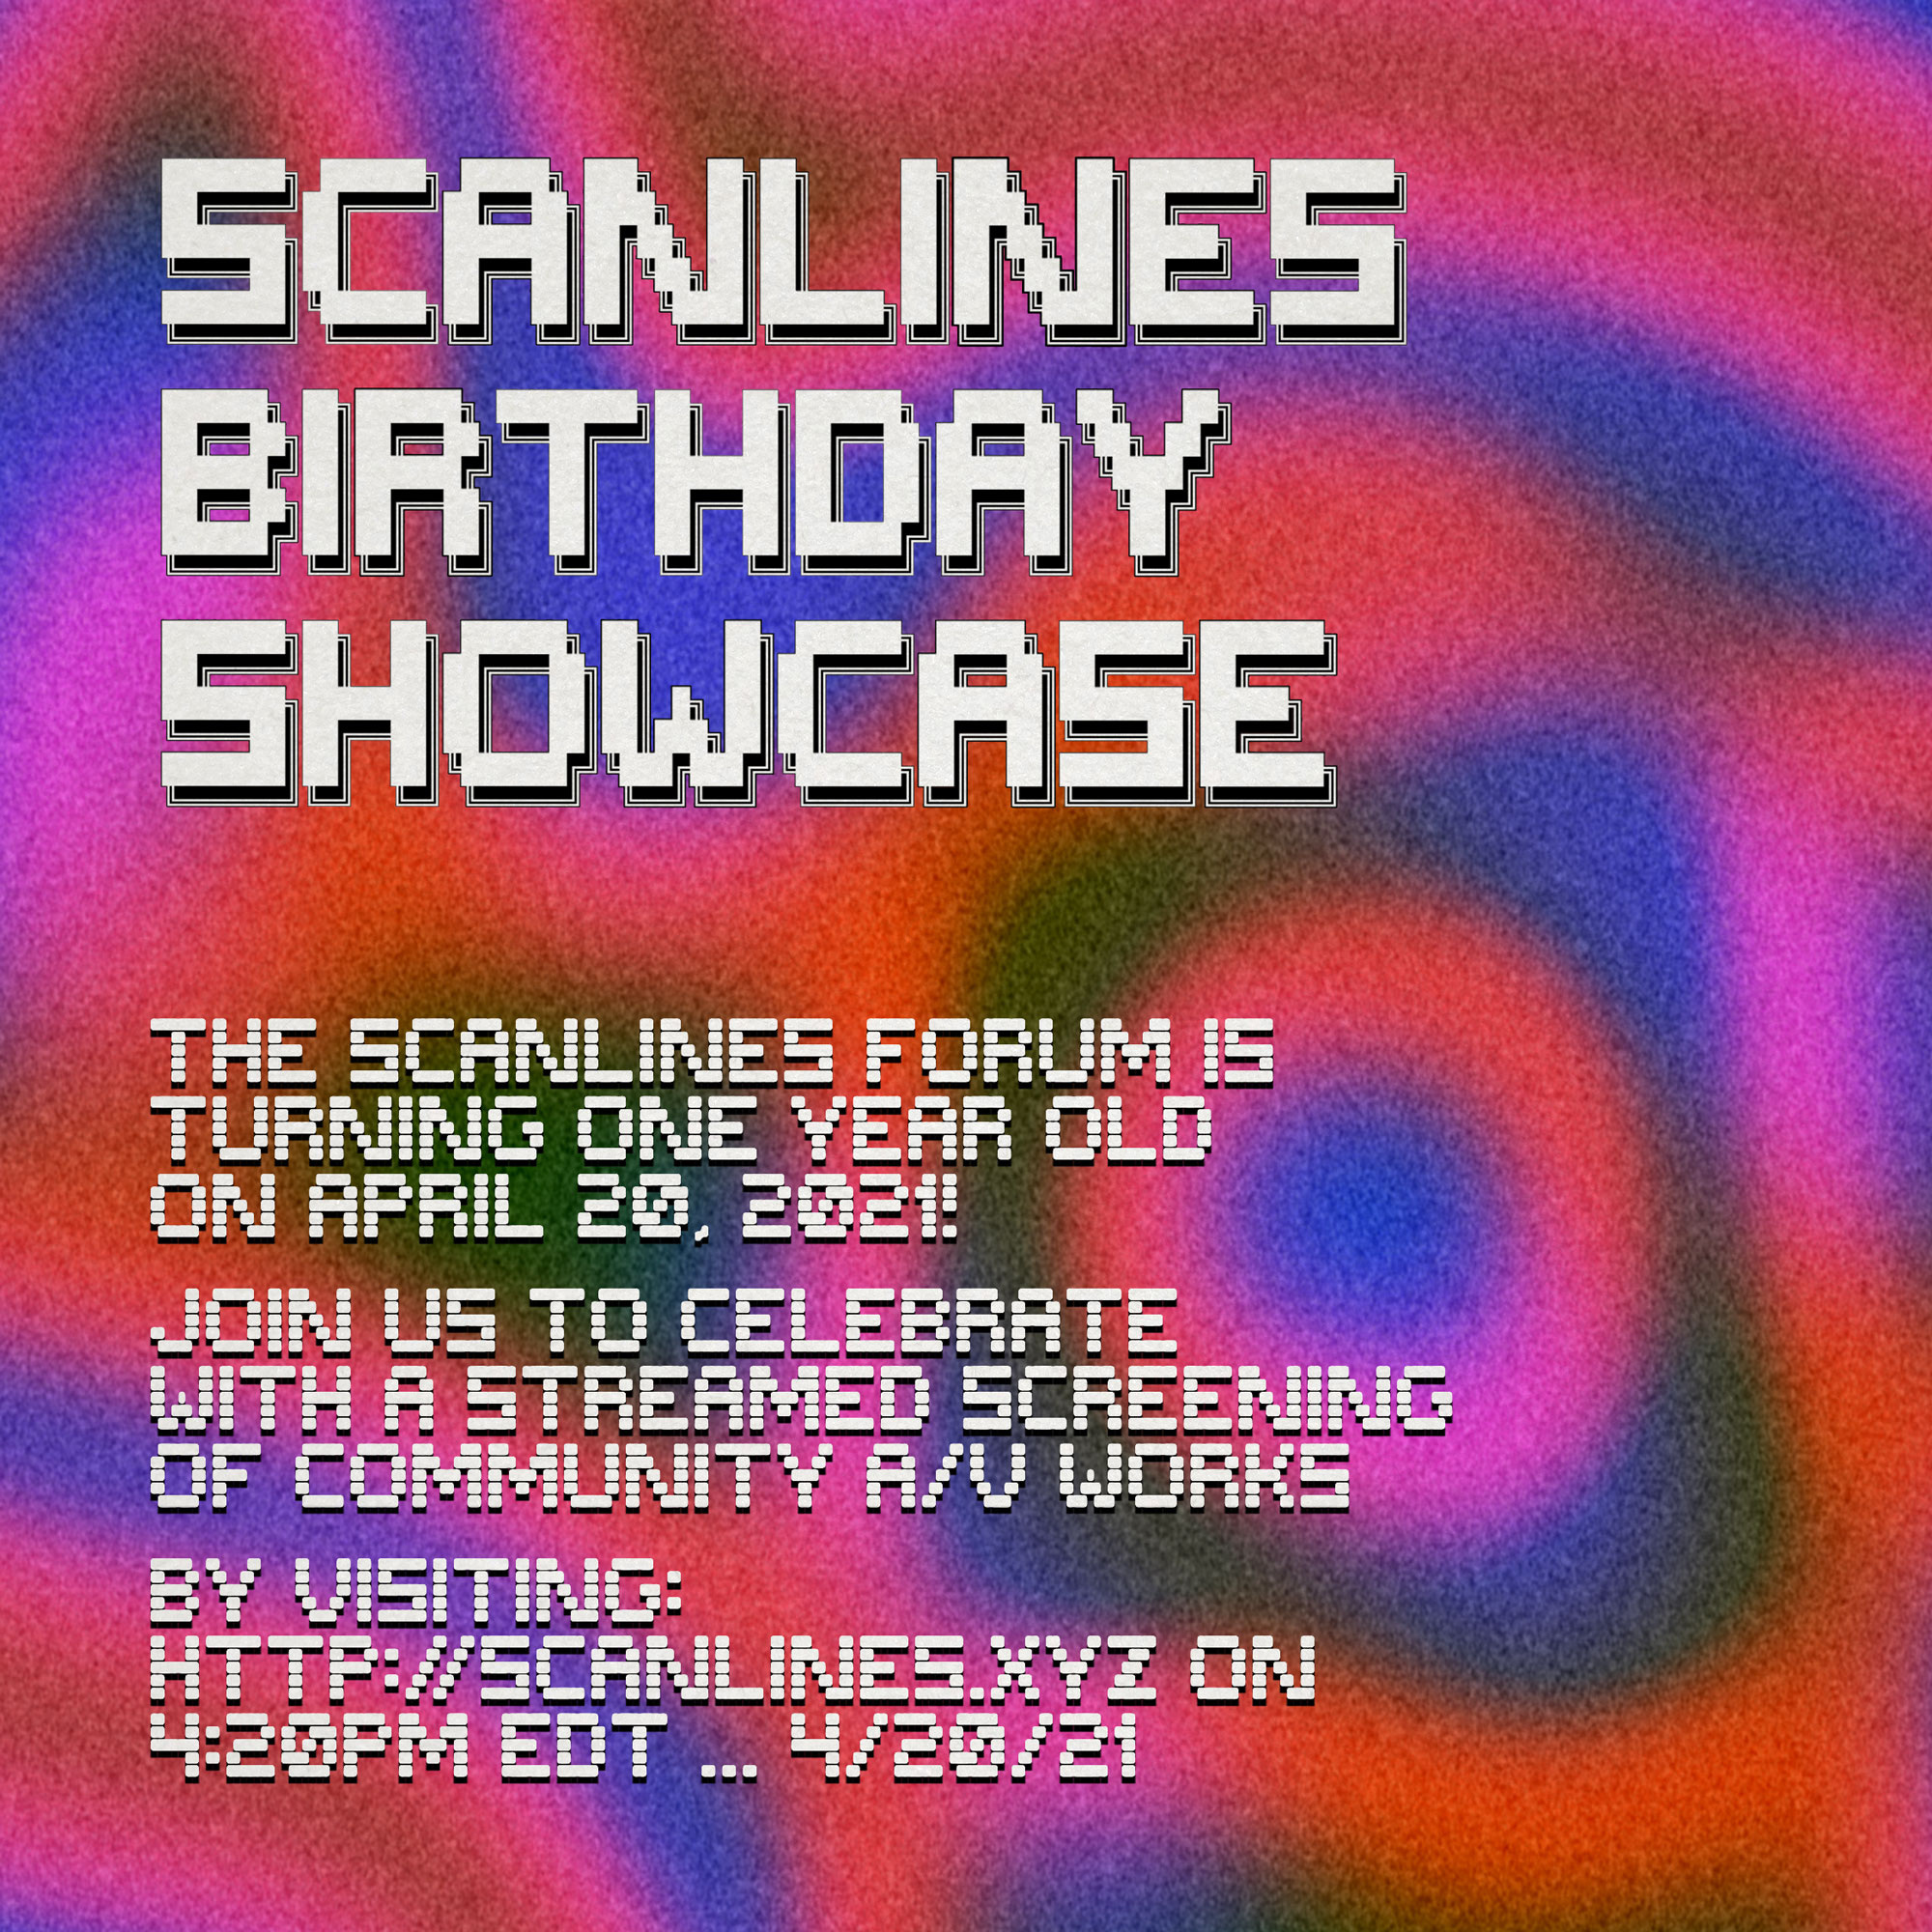 SCANLINES
BIRTHDAY
SHOWCASE
THE SCANLINES FORUM IS
TURNING ONE YEAR OLD
ON APRIL 20, 2021!
JOIN US TO CELEBRATE
WITH A STREAMED SCREENING
OF COMMUNITY A/V WORKS
BY VISITING:
HTTP://SCANLINES.XYZ ON
4:20PM EDT ... 4/20/21